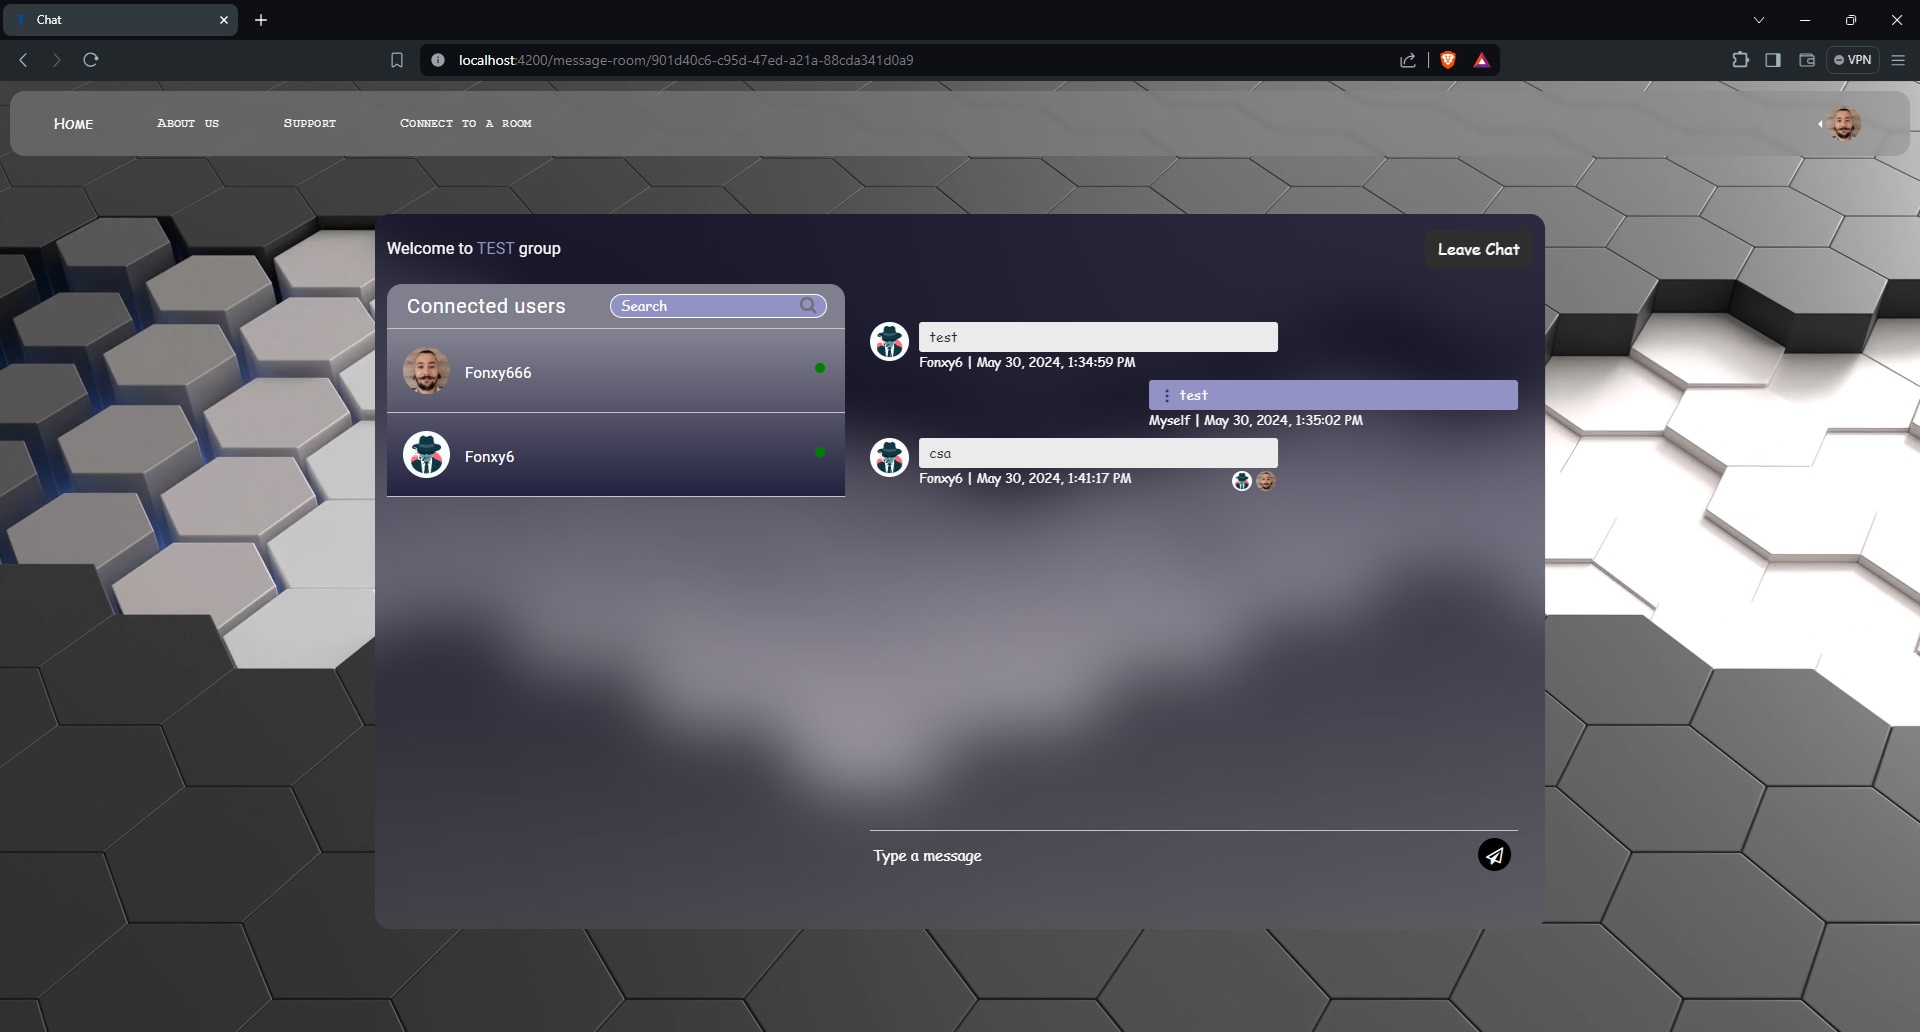 Chat
localhost:4200/message-room/901d40c6-c95d-47ed-a21a-88cda341d0a9
VPN
Home
About us
Support
Connect to a room
Welcome to TEST group
Leave Chat
Connected users
Search
Fonxy666
Fonxy6
test
Fonxy6 | May 30, 2024, 1:34:59 PM
test
Myself | May 30, 2024, 1:35:02 PM
csa
Fonxy6 | May 30, 2024, 1:41:17 PM
Type a message